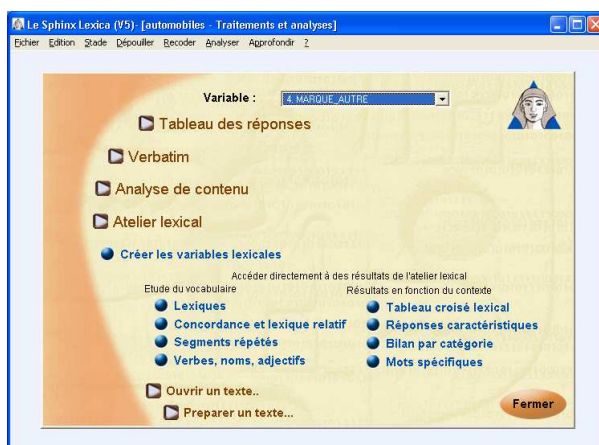 Le Sphinx Lexica (V5)- [automobiles - Traitements et analyses]
Fichier Edition Stade Dépouiller Recoder Analyser Approfondir ?
Variable : 4. MARQUE_AUTRE
Tableau des réponses
Verbatim
Analyse de contenu
Atelier lexical
Créer les variables lexicales
Accéder directement à des résultats de l'atelier lexical
Etude du vocabulaire Résultats en fonction du contexte
Lexiques Tableau croisé lexical
Concordance et lexique relatif Réponses caractéristiques
Segments répétés Bilan par catégorie
Verbes, noms, adjectifs Mots spécifiques
Ouvrir un texte..
Preparer un texte...
Fermer